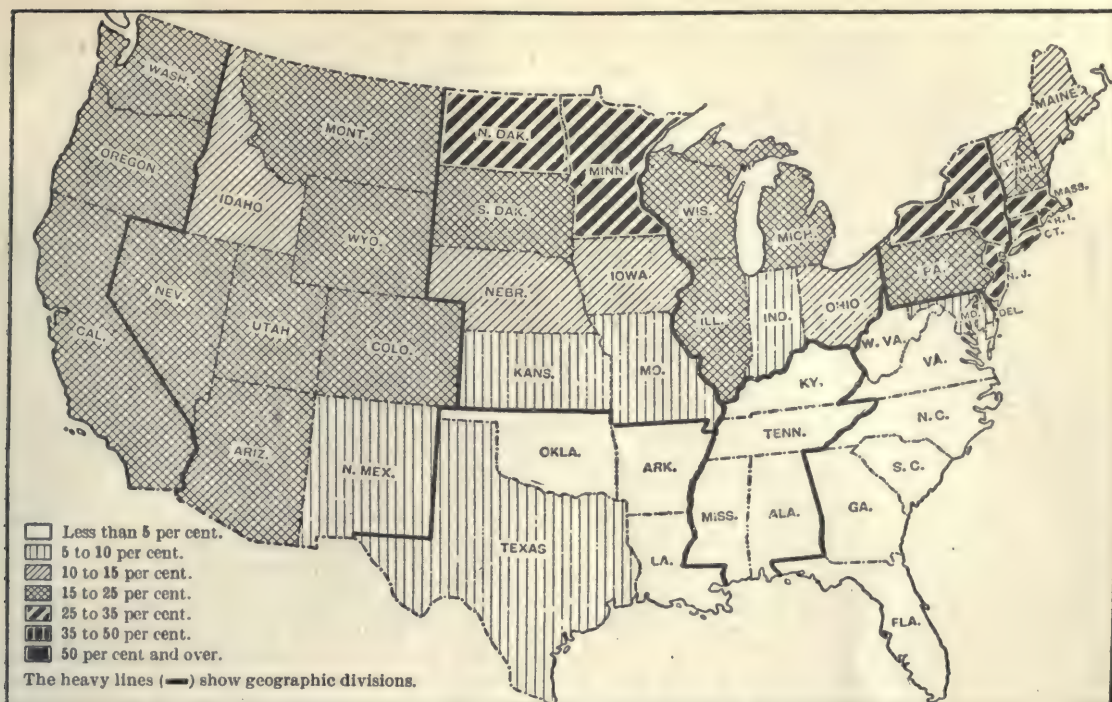 WASH.
OREGON
CAL.
NEV.
IDAHO
MONT.
WYO.
UTAH
COLO.
ARIZ.
N. MEX.
N. DAK.
S. DAK.
NEBR.
KANS.
OKLA.
TEXAS
MINN.
IOWA.
MO.
ARK.
LA.
WIS.
ILL.
MICH.
IND.
OHIO
KY.
TENN.
MISS.
ALA.
GA.
FLA.
S. C.
N. C.
VA.
W. VA.
MD.
DEL.
PA.
N. J.
N. Y.
CT.
R. I.
MASS.
VT.
N. H.
MAINE
Less than 5 per cent.
5 to 10 per cent.
10 to 15 per cent.
15 to 25 per cent.
25 to 35 per cent.
35 to 50 per cent.
50 per cent and over.
The heavy lines (▬) show geographic divisions.